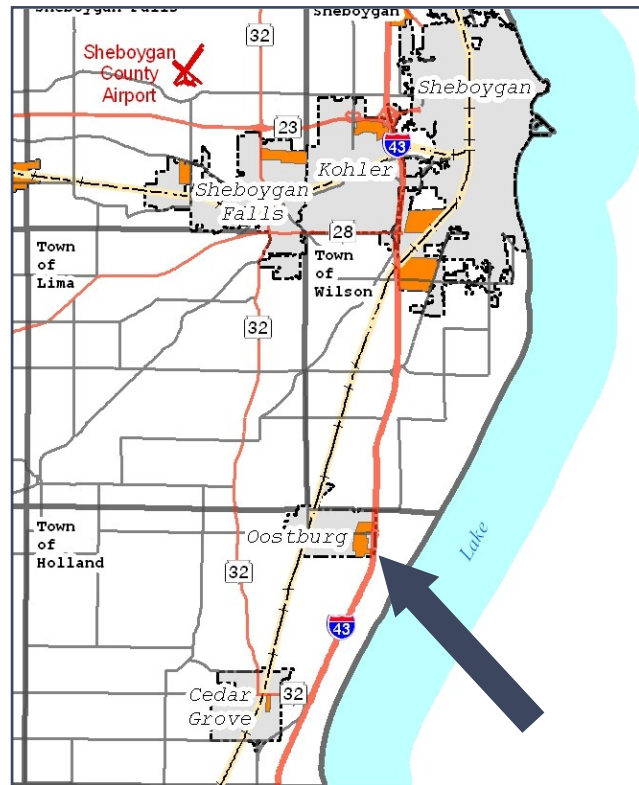 Sheboygan Falls
Sheboygan
32
Sheboygan
County
Airport
Sheboygan
23
43
Kohler
Sheboygan
Falls
28
Town
of
Lima
Town
of
Wilson
32
Oostburg
Town
of
Holland
Lake
32
43
Cedar
Grove
32